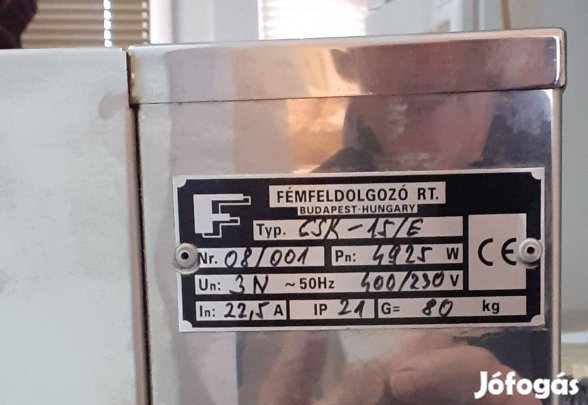 F
FÉMFELDOLGOZÓ RT.
BUDAPEST-HUNGARY
Typ. CSK-15/E
Nr. 08/001 Pn: 4925 W
Un: 3N ~50Hz 400/230 V
In: 22,5 A IP 21 G= 80 kg
CE
Jófogás